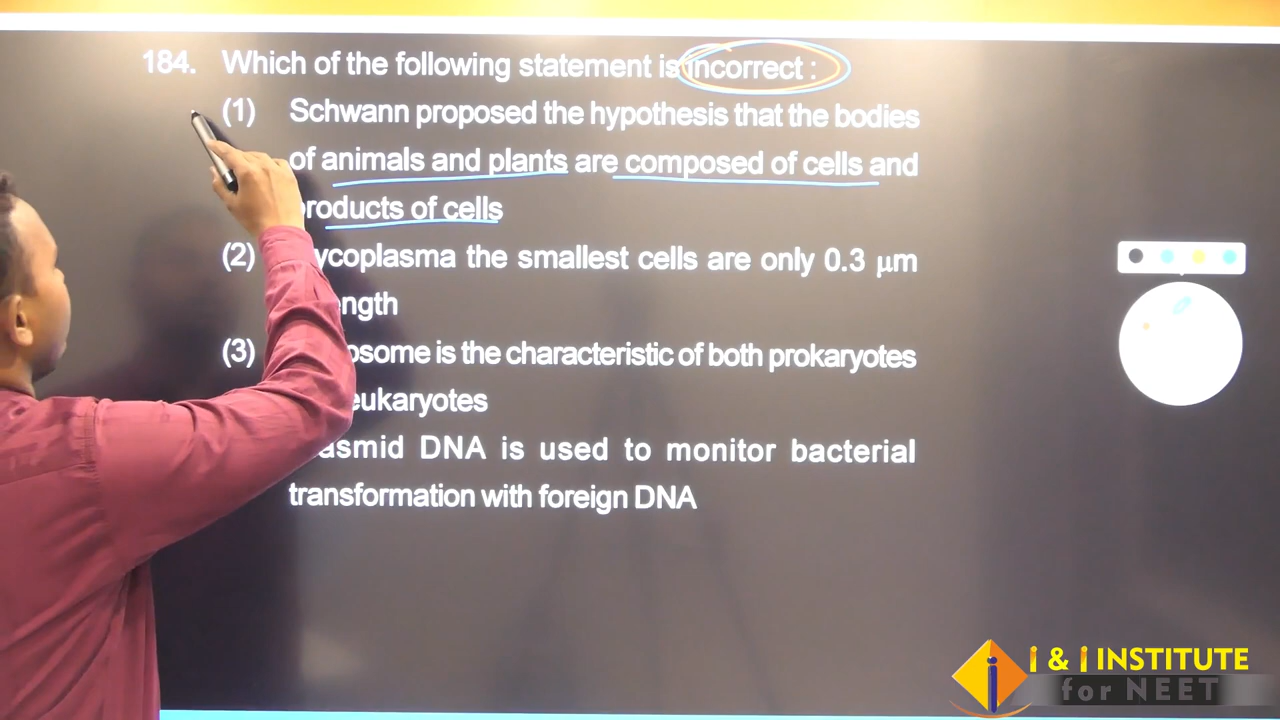 184. Which of the following statement is incorrect :
(1) Schwann proposed the hypothesis that the bodies
of animals and plants are composed of cells and
products of cells
(2) ycoplasma the smallest cells are only 0.3 μm
ength
(3) osome is the characteristic of both prokaryotes
eukaryotes
asmid DNA is used to monitor bacterial
transformation with foreign DNA
i & i INSTITUTE
for NEET